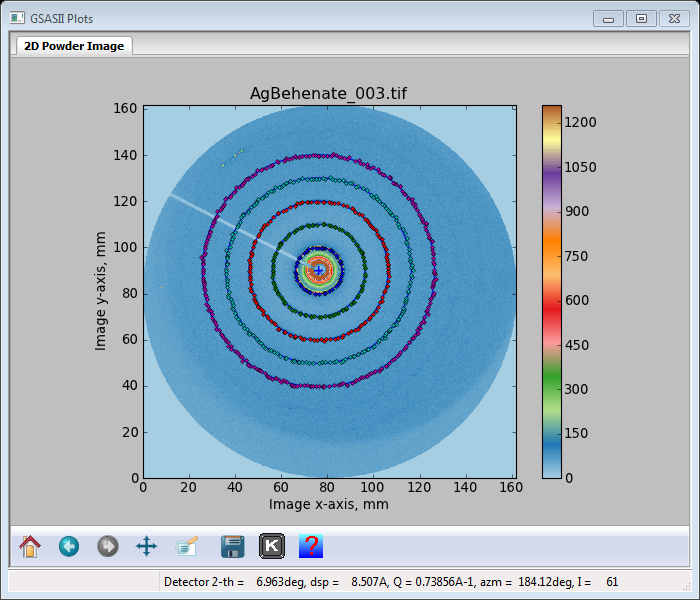 GSASII Plots
2D Powder Image
AgBehenate_003.tif
160
140
120
100
80
60
40
20
0
Image y-axis, mm
0 20 40 60 80 100 120 140 160
Image x-axis, mm
1200
1050
900
750
600
450
300
150
0
K ?
Detector 2-th = 6.963deg, dsp = 8.507A, Q = 0.73856A-1, azm = 184.12deg, I = 61